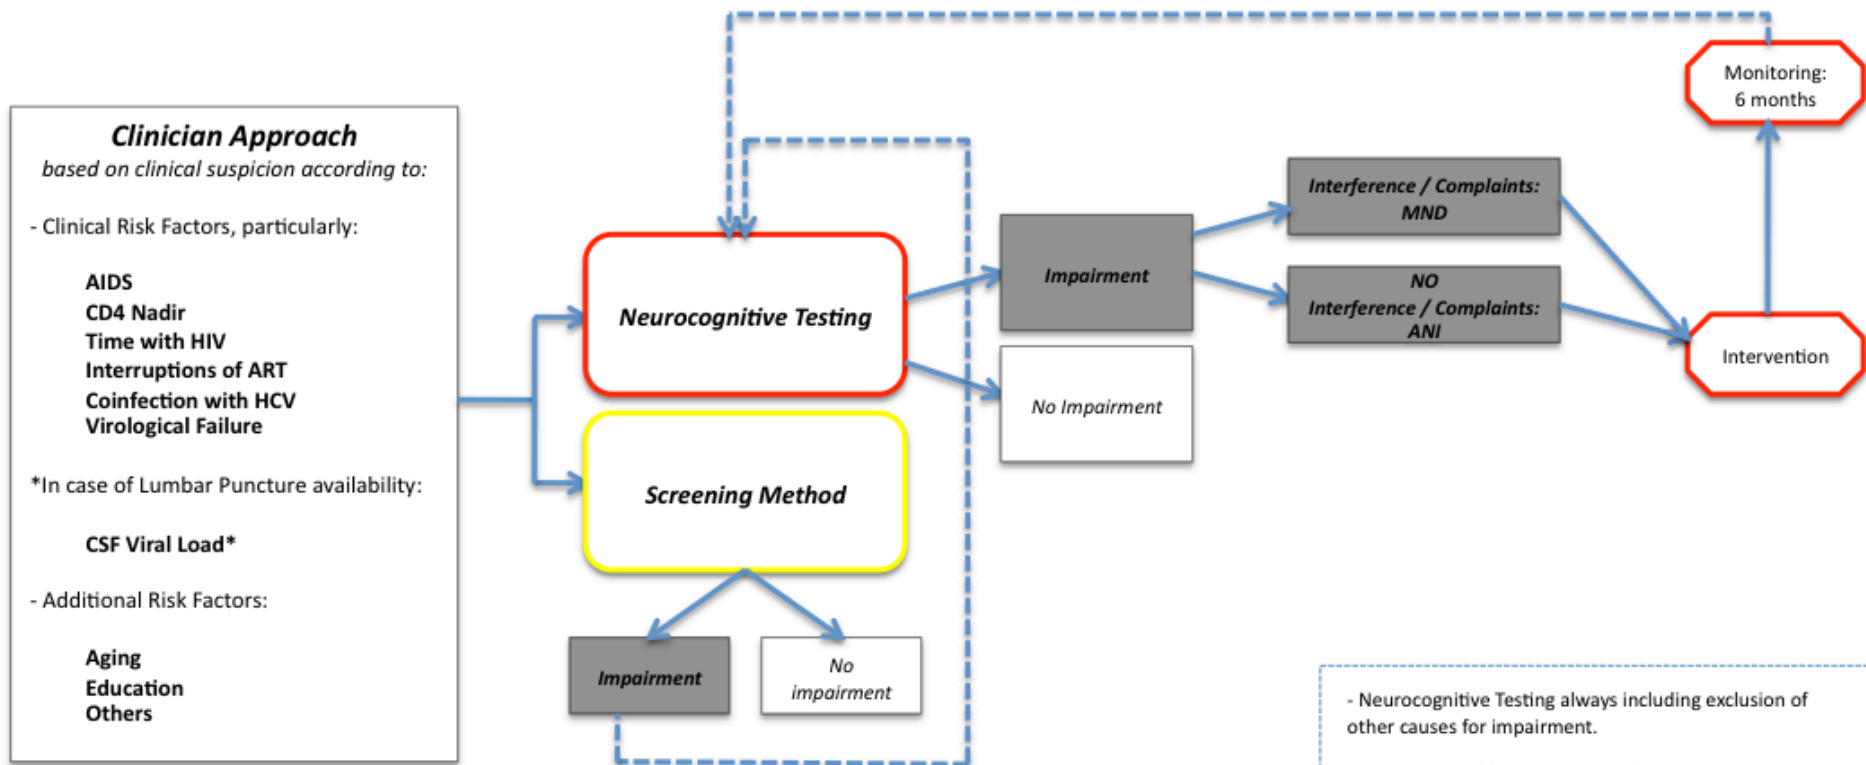 Clinician Approach
based on clinical suspicion according to:
- Clinical Risk Factors, particularly:
AIDS
CD4 Nadir
Time with HIV
Interruptions of ART
Coinfection with HCV
Virological Failure
*In case of Lumbar Puncture availability:
CSF Viral Load*
- Additional Risk Factors:
Aging
Education
Others
Neurocognitive Testing
Screening Method
Impairment
No
impairment
Impairment
No Impairment
Interference / Complaints:
MND
NO
Interference / Complaints:
ANI
Monitoring:
6 months
Intervention
- Neurocognitive Testing always including exclusion of
other causes for impairment.